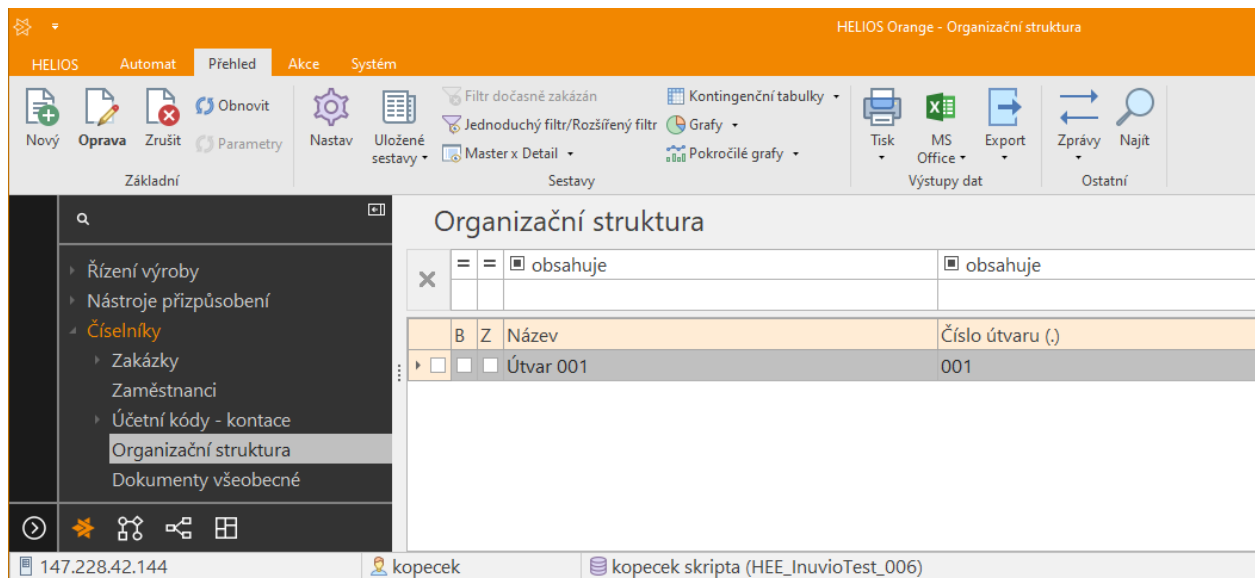 HELIOS Orange - Organizační struktura
HELIOS Automat Přehled Akce Systém
Nový Oprava Zrušit Obnovit Parametry
Základní
Nastav Uložené sestavy
Filtr dočasně zakázán Kontingenční tabulky
Jednoduchý filtr/Rozšířený filtr Grafy
Master x Detail Pokročilé grafy
Sestavy
Tisk MS Office Export
Výstupy dat
Zprávy Najít
Ostatní
Řízení výroby
Nástroje přizpůsobení
Číselníky
Zakázky
Zaměstnanci
Účetní kódy - kontace
Organizační struktura
Dokumenty všeobecné
Organizační struktura
= = obsahuje obsahuje
B Z Název Číslo útvaru (.)
Útvar 001 001
147.228.42.144 kopecek kopecek skripta (HEE_InuvioTest_006)